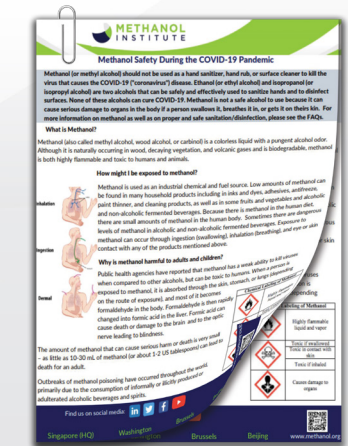 METHANOL
INSTITUTE
Methanol Safety During the COVID-19 Pandemic
Methanol (or methyl alcohol) should not be used as a hand sanitizer, hand rub, or surface cleaner to kill the
virus that causes the COVID-19 ("coronavirus") disease. Ethanol (or ethyl alcohol) and isopropanol (or
isopropyl alcohol) are two alcohols that can be safely and effectively used to sanitize hands and to disinfect
surfaces. None of these alcohols can cure COVID-19. Methanol is not a safe alcohol to use because it can
cause serious damage to organs in the body if a person swallows it, breathes it in, or gets it on theirs kin. For
more information on methanol as well as on proper and safe sanitation/disinfection, please see the FAQs.
What is Methanol?
Methanol (also called methyl alcohol, wood alcohol, or carbinol) is a colorless liquid with a pungent alcohol odor.
Although it is naturally occurring in wood, decaying vegetation, and volcanic gases and is biodegradable, methanol
is both highly flammable and toxic to humans and animals.
How might I be exposed to methanol?
Methanol is used as an industrial chemical and fuel source. Low amounts of methanol can
be found in many household products including in inks and dyes, adhesives, antifreeze,
paint thinner, and cleaning products, as well as in some fruits and vegetables and alcoholic
and non-alcoholic fermented beverages. Because there is methanol in the human diet,
there are small amounts of methanol in the human body. Sometimes there are dangerous
levels of methanol in alcoholic and non-alcoholic fermented beverages. Exposure to
methanol can occur through ingestion (swallowing), inhalation (breathing), and eye or skin
contact with any of the products mentioned above.
Inhalation
Ingestion
Dermal
Why is methanol harmful to adults and children?
Public health agencies have reported that methanol has a weak ability to kill viruses
when compared to other alcohols, but can be toxic to humans. When a person is
exposed to methanol, it is absorbed through the skin, stomach, or lungs (depending
on the route of exposure), and most of it becomes
formaldehyde in the body. Formaldehyde is then rapidly
changed into formic acid in the liver. Formic acid can
cause death or damage to the brain and to the optic
nerve leading to blindness.
The amount of methanol that can cause serious harm or death is very small
– as little as 10-30 mL of methanol (or about 1-2 US tablespoons) can lead to
death for an adult.
Outbreaks of methanol poisoning have occurred throughout the world,
primarily due to the consumption of informally or illicitly produced or
adulterated alcoholic beverages and spirits.
skin
pending
Labeling of Methanol
Highly flammable
liquid and vapor
Toxic if swallowed
Toxic in contact with
skin
Toxic if inhaled
Causes damage to
organs
Find us on social media: in
Singapore (HQ) Washington Brussels Beijing www.methanol.org